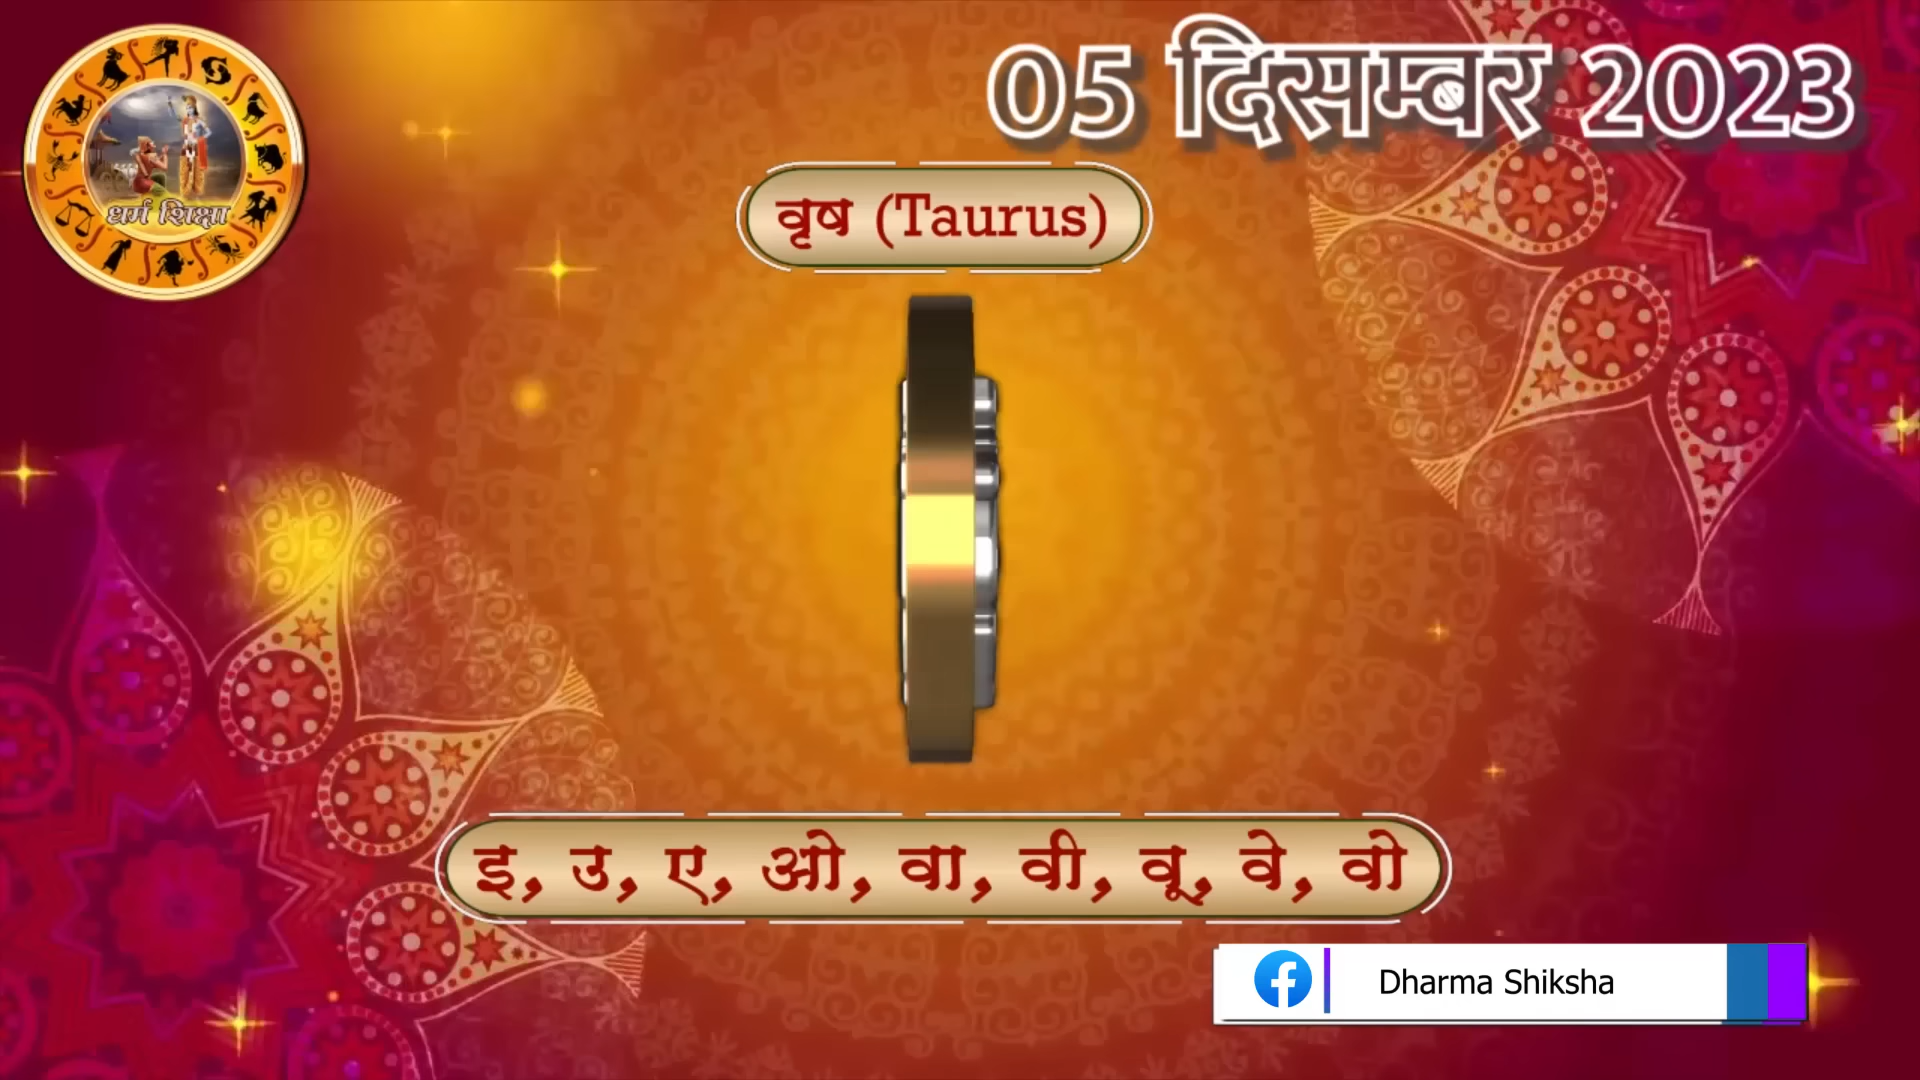 धर्म शिक्षा
05 दिसम्बर 2023
वृष (Taurus)
इ, उ, ए, ओ, वा, वी, वू, वे, वो
Dharma Shiksha